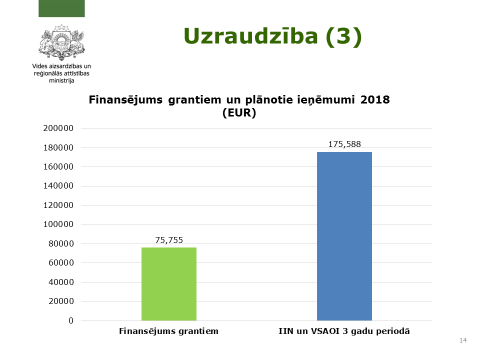 Uzraudzība (3)
Vides aizsardzības un
reģionālās attīstības
ministrija
Finansējums grantiem un plānotie ieņēmumi 2018
(EUR)
200000
180000
160000
140000
120000
100000
80000
60000
40000
20000
0
75,755
175,588
Finansējums grantiem
IIN un VSAOI 3 gadu periodā
14